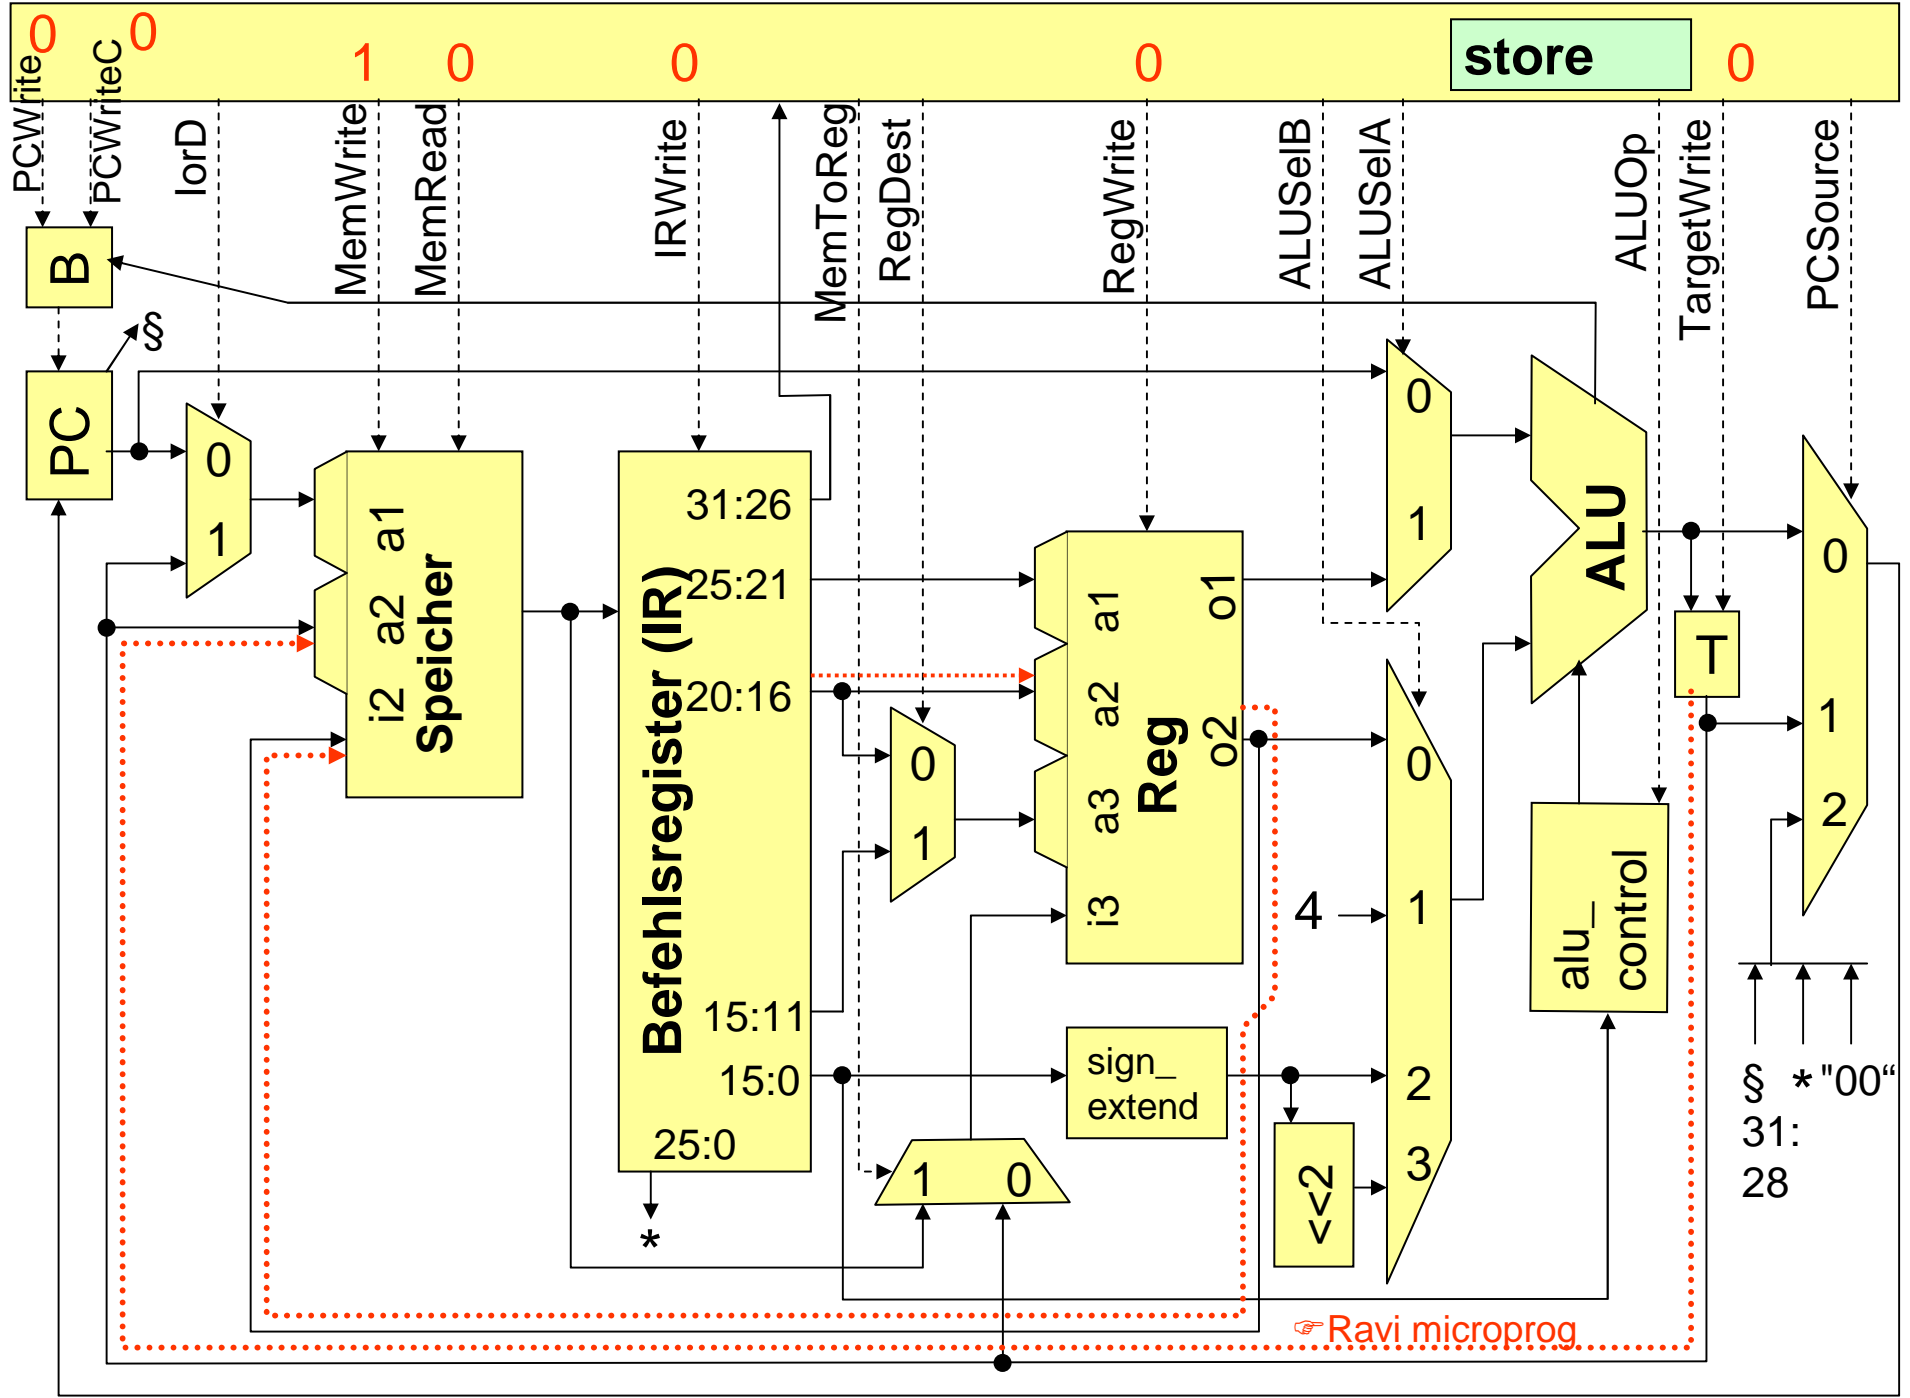 0 0 1 0 0 0 store 0
PCWrite
PCWriteC
IorD
MemWrite
MemRead
IRWrite
MemToReg
RegDest
RegWrite
ALUSelB
ALUSelA
ALUOp
TargetWrite
PCSource
B
§
PC
0
1
a1
a2
i2
Speicher
Befehlsregister (IR)
31:26
25:21
20:16
15:11
15:0
25:0
*
0
1
a1
a2
a3
i3
o1
o2
Reg
sign_
extend
1 0
<<2
4
0
1
0
1
2
3
ALU
alu_
control
T
0
1
2
§ * "00“
31:
28
☞Ravi microprog